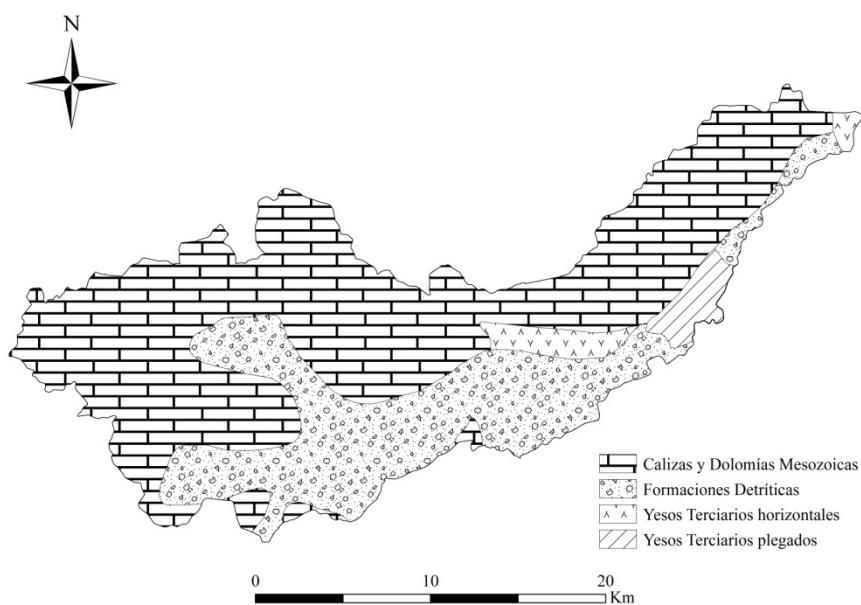 N
Calizas y Dolomías Mesozoicas
Formaciones Detríticas
Yesos Terciarios horizontales
Yesos Terciarios plegados
0 10 20
Km